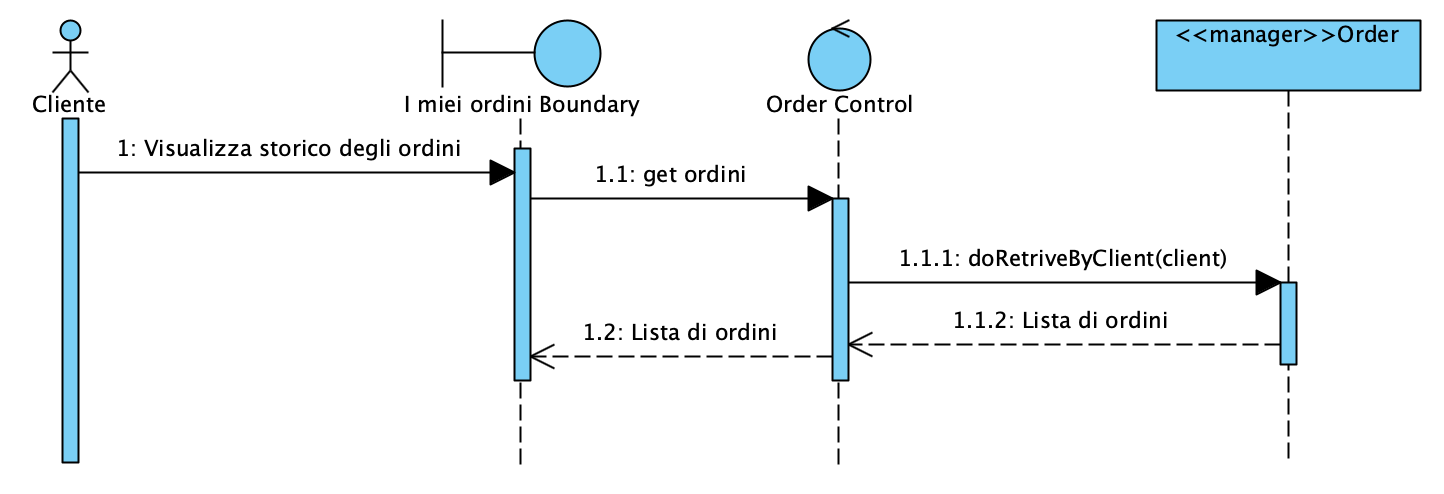 <<manager>>Order
Cliente
I miei ordini Boundary
Order Control
1: Visualizza storico degli ordini
1.1: get ordini
1.1.1: doRetriveByClient(client)
1.1.2: Lista di ordini
1.2: Lista di ordini